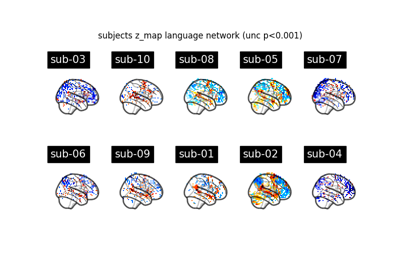 subjects z_map language network (unc p<0.001)
sub-03 sub-10 sub-08 sub-05 sub-07
sub-06 sub-09 sub-01 sub-02 sub-04